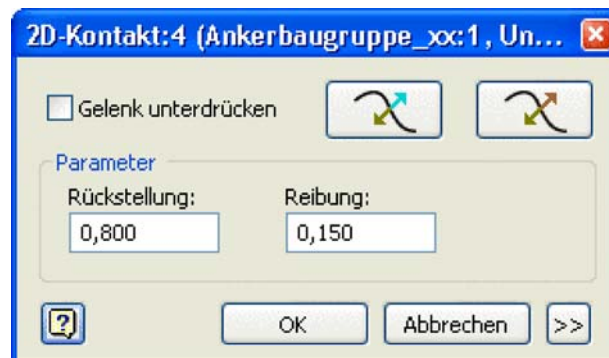 2D-Kontakt:4 (Ankerbaugruppe_xx:1, Un...
Gelenk unterdrücken
Parameter
Rückstellung: Reibung:
0,800 0,150
OK Abbrechen >>